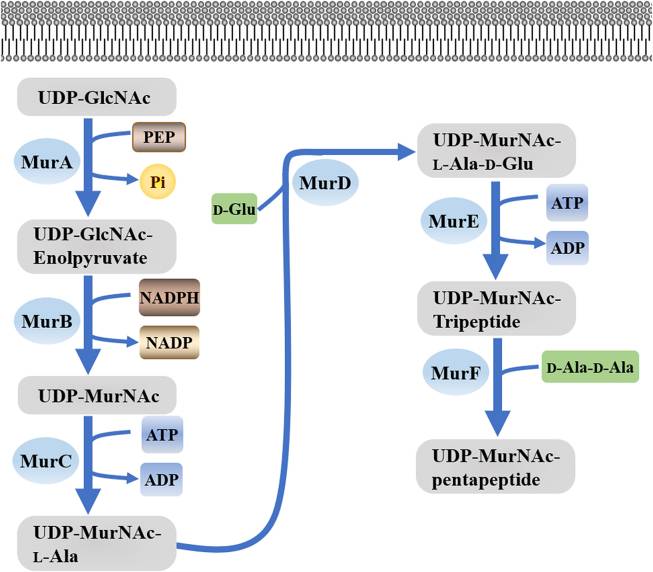 UDP-GlcNAc
MurA
PEP
Pi
UDP-GlcNAc-
Enolpyruvate
MurB
NADPH
NADP
UDP-MurNAc
MurC
ATP
ADP
UDP-MurNAc-
L-Ala
D-Glu
MurD
UDP-MurNAc-
L-Ala-D-Glu
MurE
ATP
ADP
UDP-MurNAc-
Tripeptide
MurF
D-Ala-D-Ala
UDP-MurNAc-
pentapeptide